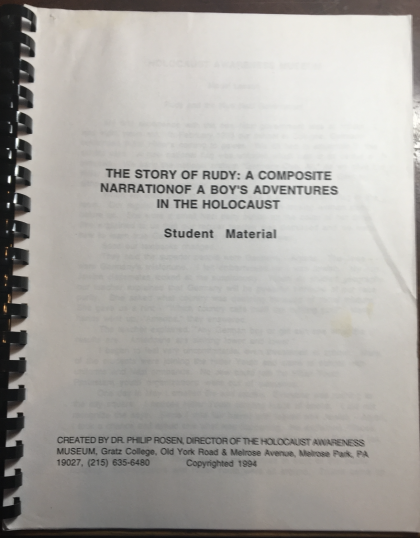 THE STORY OF RUDY: A COMPOSITE
NARRATIONOF A BOY'S ADVENTURES
IN THE HOLOCAUST
Student Material
CREATED BY DR. PHILIP ROSEN, DIRECTOR OF THE HOLOCAUST AWARENESS
MUSEUM, Gratz College, Old York Road & Melrose Avenue, Melrose Park, PA
19027, (215) 635-6480 Copyrighted 1994